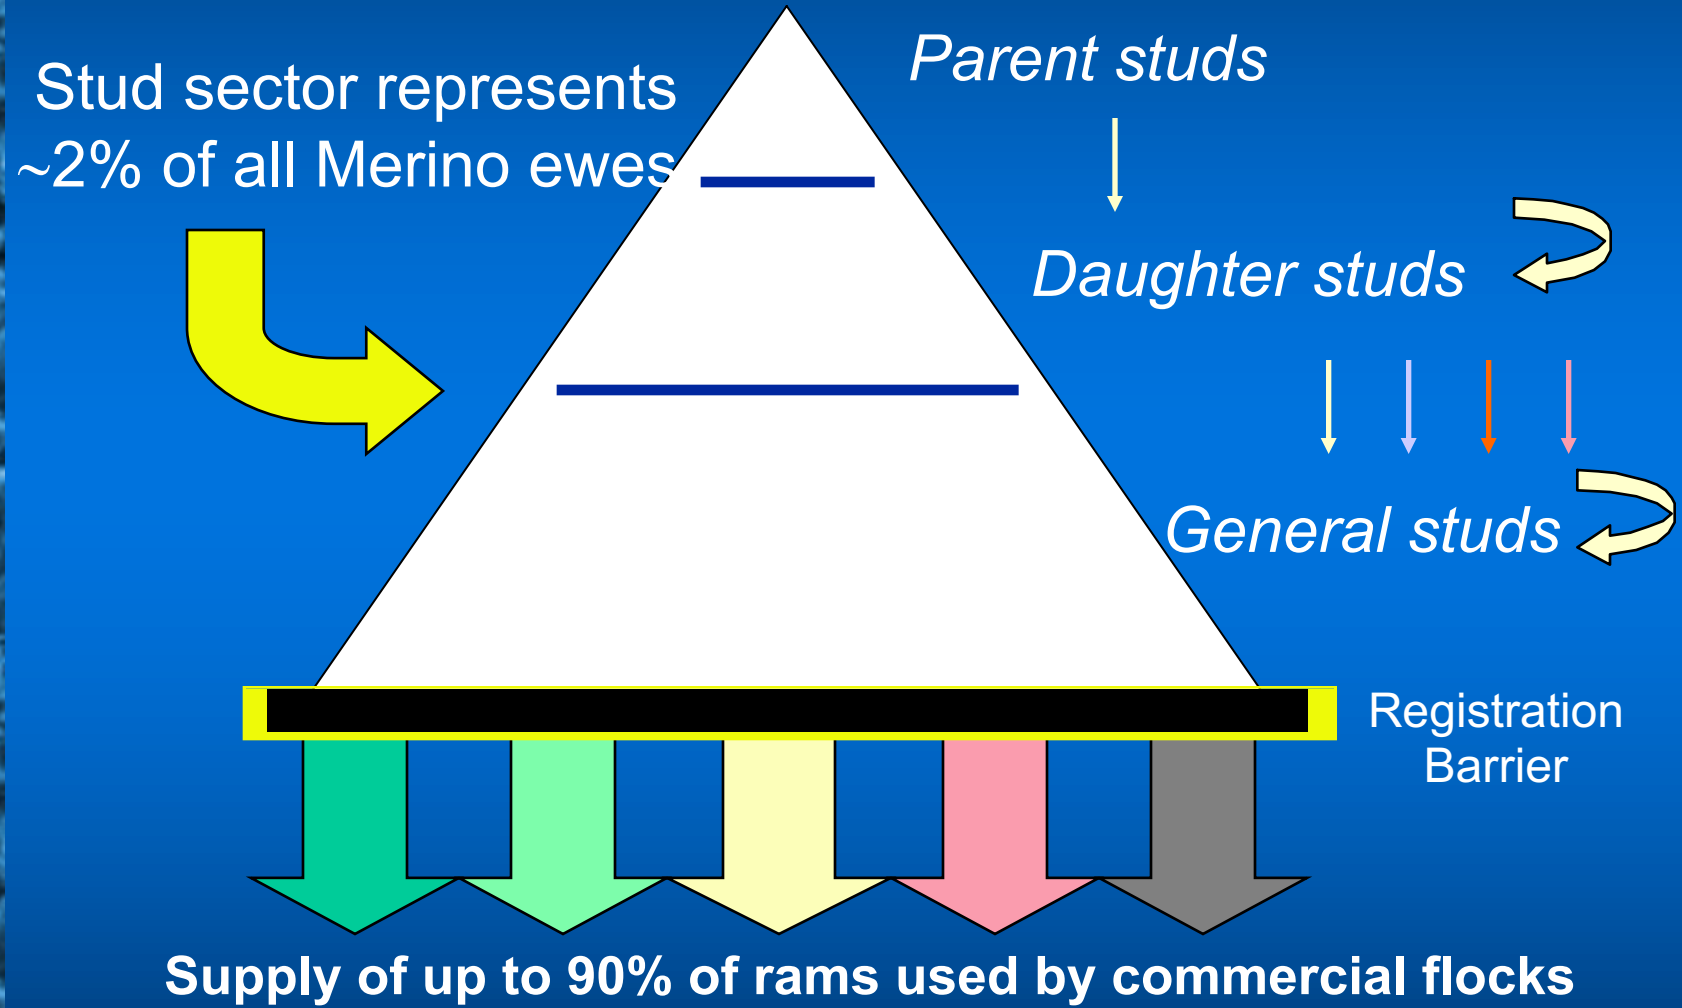 Stud sector represents
~2% of all Merino ewes
Parent studs
Daughter studs
General studs
Registration
Barrier
Supply of up to 90% of rams used by commercial flocks